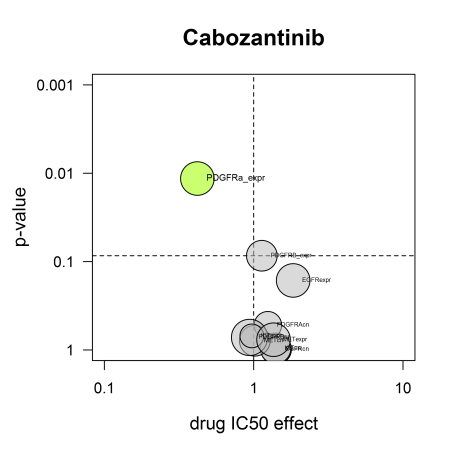 Cabozantinib
0.001
0.01
PDGFRa_expr
p-value
PDGFRB_expr
0.1
EGFRexpr
PDGFRAcn
1
0.1
1
10
drug IC50 effect